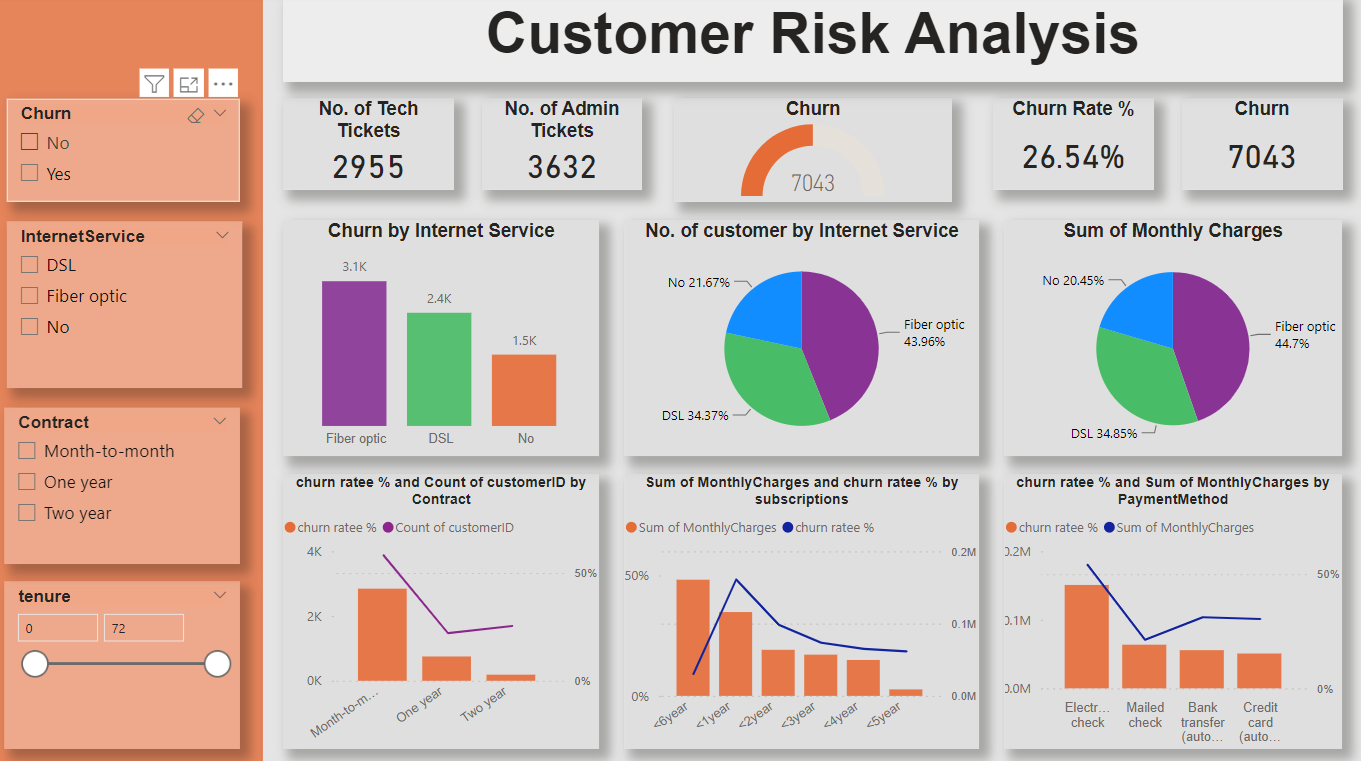 Customer Risk Analysis
Churn
No
Yes
InternetService
DSL
Fiber optic
No
Contract
Month-to-month
One year
Two year
tenure
0
72
No. of Tech
Tickets
2955
No. of Admin
Tickets
3632
Churn
7043
Churn Rate %
26.54%
Churn
7043
Churn by Internet Service
3.1K
2.4K
1.5K
Fiber optic
DSL
No
No. of customer by Internet Service
No 21.67%
Fiber optic
43.96%
DSL 34.37%
Sum of Monthly Charges
No 20.45%
Fiber optic
44.7%
DSL 34.85%
churn ratee % and Count of customerID by
Contract
churn ratee %
Count of customerID
4K
2K
0K
50%
0%
Month-to-m...
One year
Two year
Sum of MonthlyCharges and churn ratee % by
subscriptions
Sum of MonthlyCharges
churn ratee %
50%
0%
0.2M
0.1M
0.0M
<6year
<1year
<2year
<3year
<4year
<5year
churn ratee % and Sum of MonthlyCharges by
PaymentMethod
churn ratee %
Sum of MonthlyCharges
0.2M
0.1M
0.0M
50%
0%
Electr...
check
Mailed
check
Bank
transfer
(auto...
Credit
card
(auto...